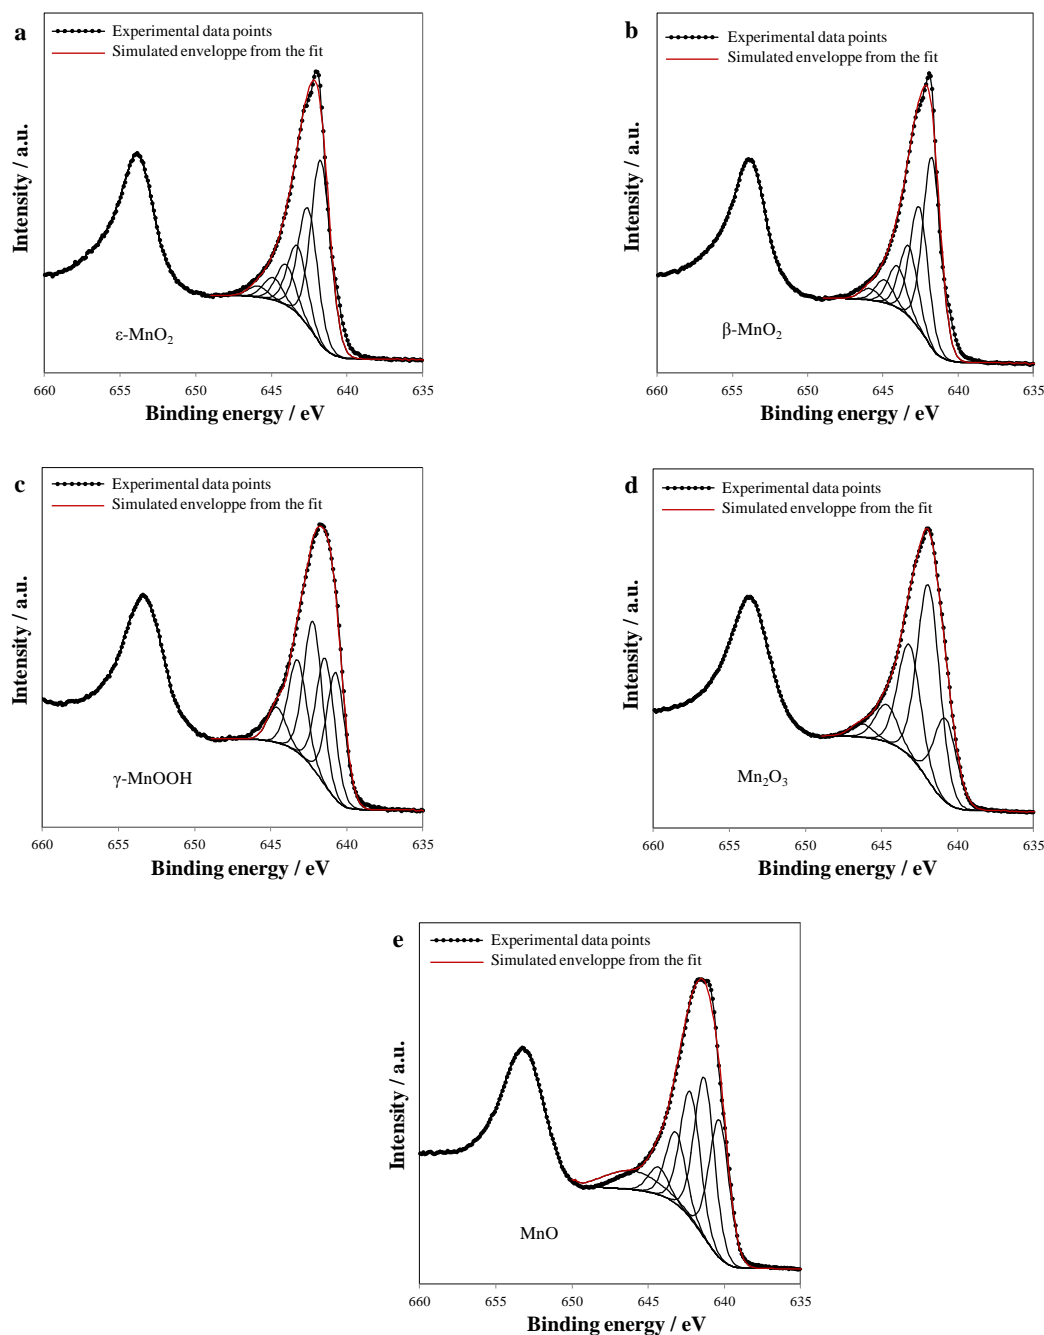 a
Experimental data points
Simulated enveloppe from the fit
Intensity / a.u.
ε-MnO₂
660 655 650 645 640 635
Binding energy / eV
b
Experimental data points
Simulated enveloppe from the fit
Intensity / a.u.
β-MnO₂
660 655 650 645 640 635
Binding energy / eV
c
Experimental data points
Simulated enveloppe from the fit
Intensity / a.u.
γ-MnOOH
660 655 650 645 640 635
Binding energy / eV
d
Experimental data points
Simulated enveloppe from the fit
Intensity / a.u.
Mn₂O₃
660 655 650 645 640 635
Binding energy / eV
e
Experimental data points
Simulated enveloppe from the fit
Intensity / a.u.
MnO
660 655 650 645 640 635
Binding energy / eV